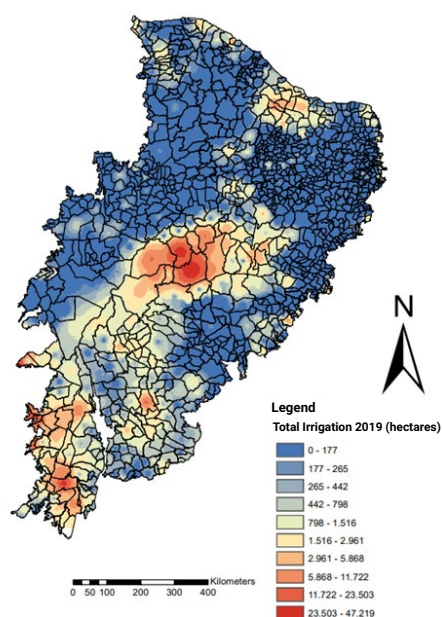 N
Legend
Total Irrigation 2019 (hectares)
0 - 177
177 - 265
265 - 442
442 - 798
798 - 1.516
1.516 - 2.961
2.961 - 5.868
5.868 - 11.722
11.722 - 23.503
23.503 - 47.219
Kilometers
0 50 100 200 300 400